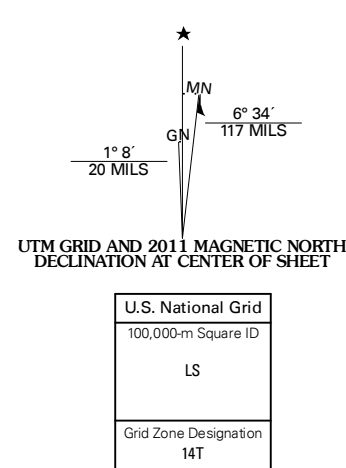 MN
6° 34´
117 MILS
GN
1° 8´
20 MILS
UTM GRID AND 2011 MAGNETIC NORTH
DECLINATION AT CENTER OF SHEET
U.S. National Grid
100,000-m Square ID
LS
Grid Zone Designation
14T